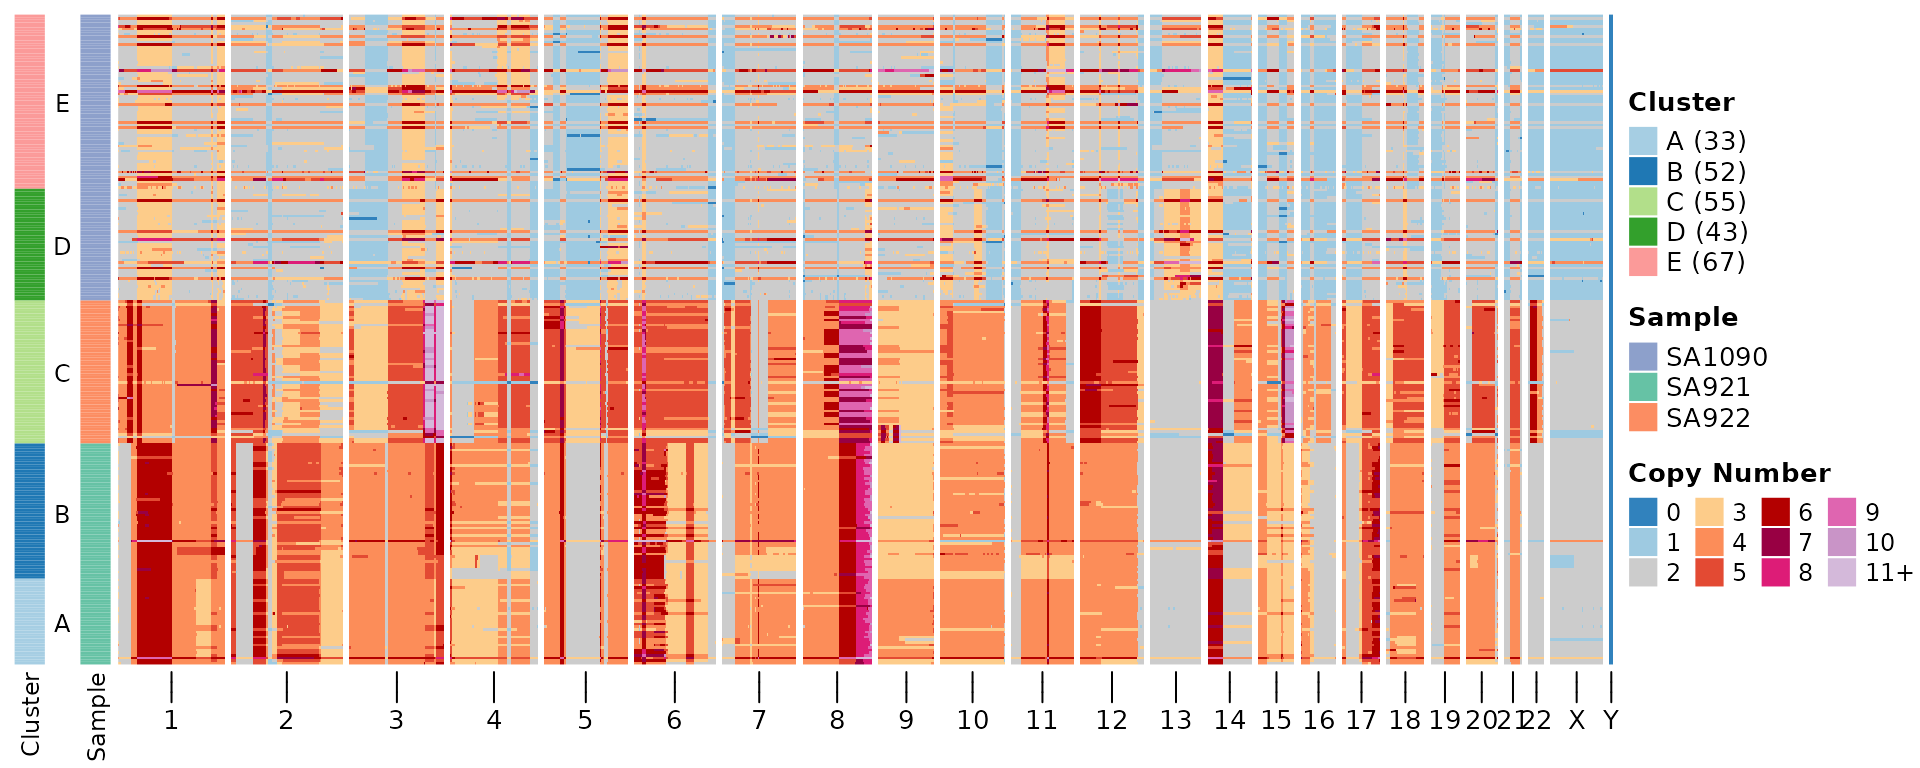 E
D
C
B
A
Cluster
Sample
1 2 3 4 5 6 7 8 9 10 11 12 13 14 15 16 17 18 19 20 21 22 X Y
Cluster
A (33)
B (52)
C (55)
D (43)
E (67)
Sample
SA1090
SA921
SA922
Copy Number
0 3 6 9
1 4 7 10
2 5 8 11+